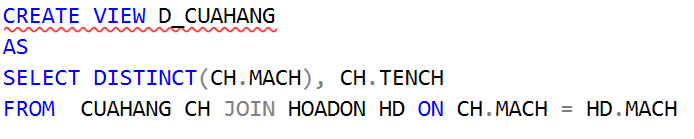 CREATE VIEW D_CUAHANG
AS
SELECT DISTINCT(CH.MACH), CH.TENCH
FROM  CUAHANG CH JOIN HOADON HD ON CH.MACH = HD.MACH